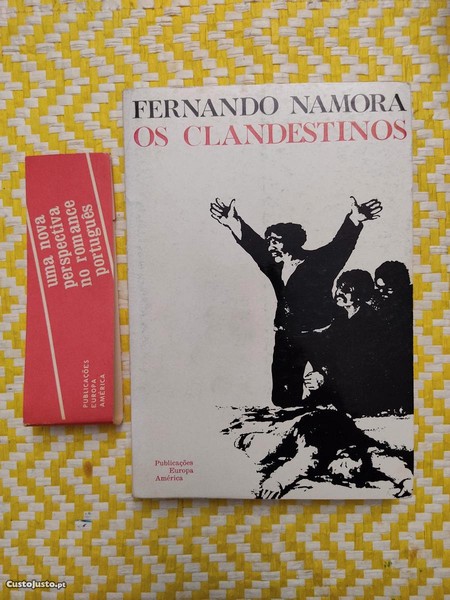 FERNANDO NAMORA
OS CLANDESTINOS
Publicações
Europa
América
uma nova
perspectiva
no romance
português
PUBLICAÇÕES
EUROPA
AMÉRICA
CustoJusto.pt